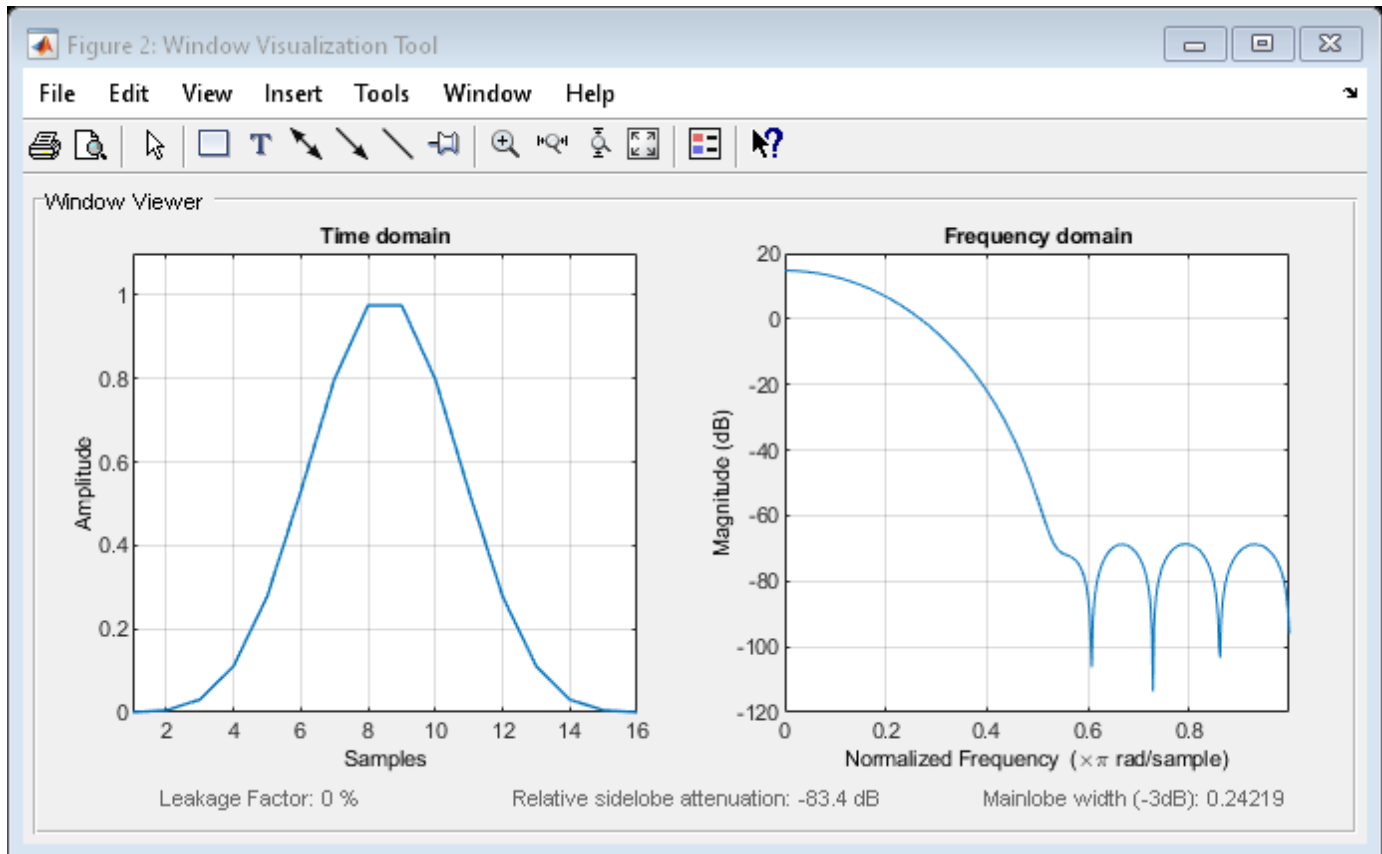 Figure 2: Window Visualization Tool
File Edit View Insert Tools Window Help
T
?
Window Viewer
Time domain
1
0.8
0.6
0.4
0.2
0
Amplitude
2 4 6 8 10 12 14 16
Samples
Frequency domain
20
0
-20
-40
-60
-80
-100
-120
Magnitude (dB)
0 0.2 0.4 0.6 0.8
Normalized Frequency (×π rad/sample)
Leakage Factor: 0 % Relative sidelobe attenuation: -83.4 dB Mainlobe width (-3dB): 0.24219